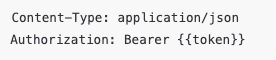 Content-Type: application/json
Authorization: Bearer {{token}}